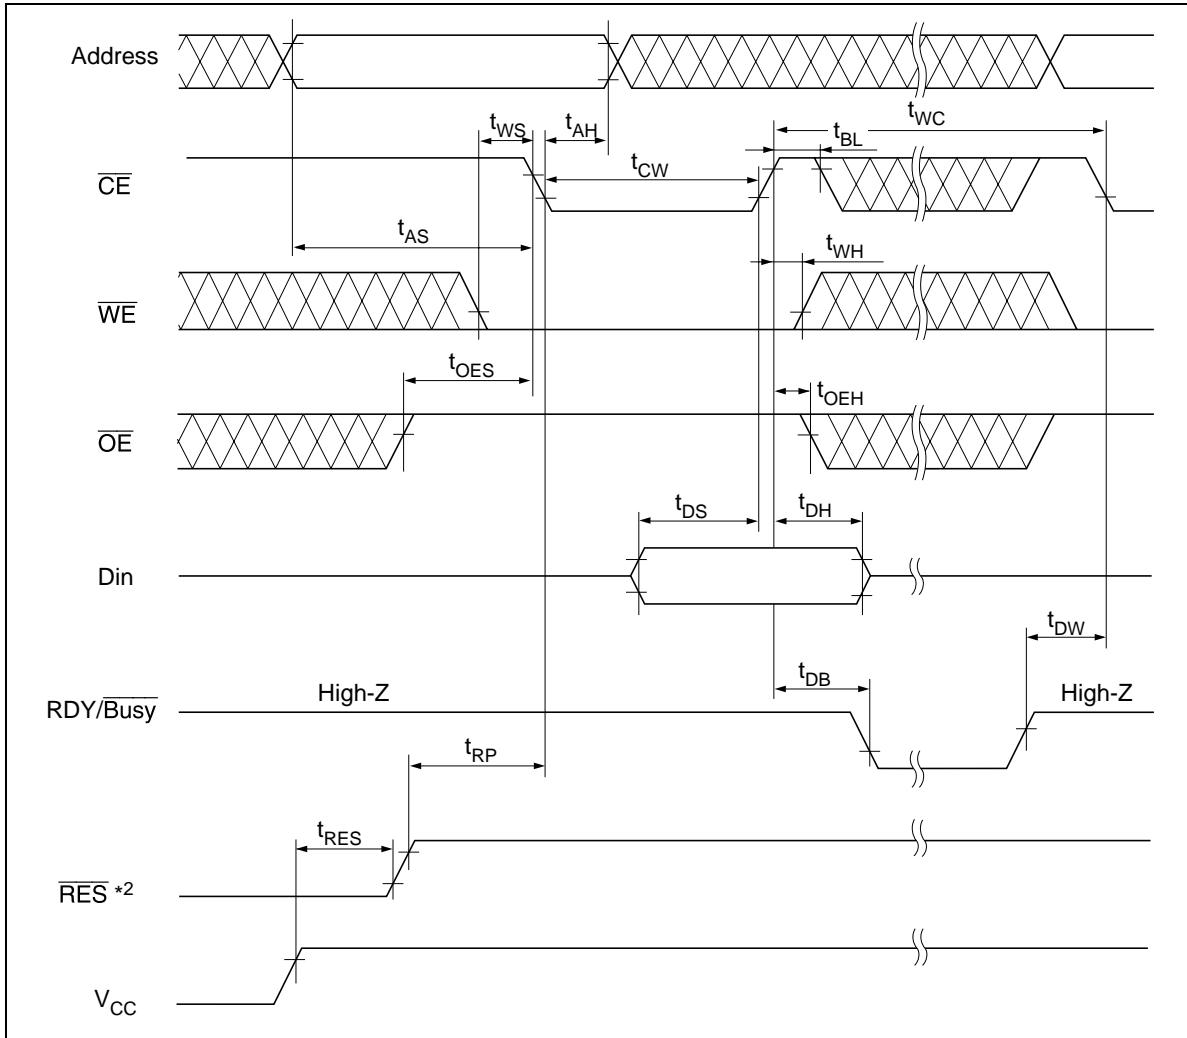 Address
tWS
tAH
tWC
tBL
CE
tCW
tAS
tWH
WE
tOES
tOEH
OE
tDS
tDH
Din
tDW
tDB
High-Z
High-Z
RDY/Busy
tRP
tRES
RES *2
VCC